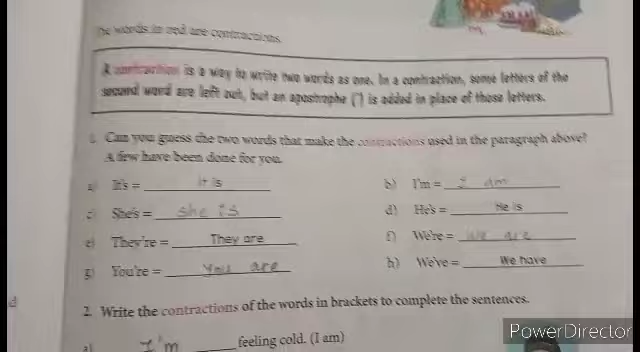 The words in red are contractions.
A contraction is a way to write two words as one. In a contraction, some letters of the
second word are left out, but an apostrophe (') is added in place of those letters.
1. Can you guess the two words that make the contractions used in the paragraph above?
A few have been done for you.
a) It's = it is b) I'm = I am
c) She's = she is d) He's = He is
e) They're = They are f) We're = We are
g) You're = You are h) We've = We have
2. Write the contractions of the words in brackets to complete the sentences.
a) I'm feeling cold. (I am)
PowerDirector